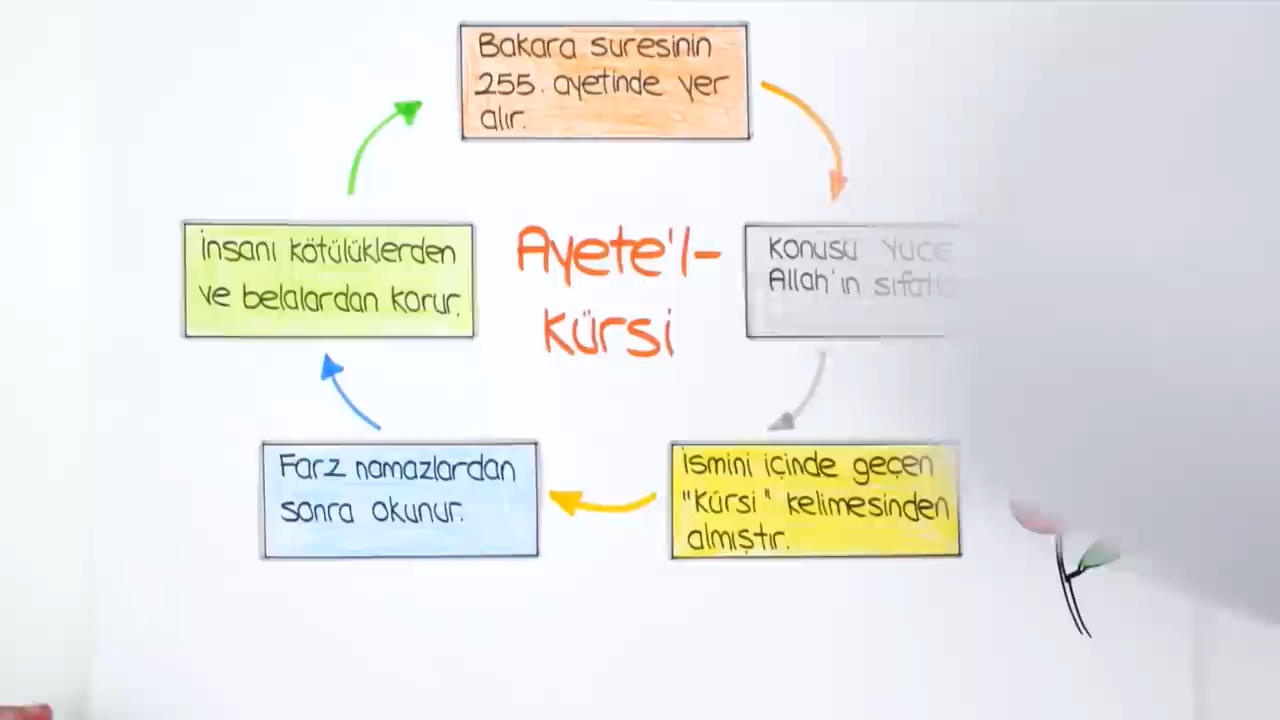 Bakara suresinin
255. ayetinde yer
alır.
İnsanı kötülüklerden
ve belalardan korur.
Ayete'l-
Kürsi
Konusu Yüce
Allah'ın
Farz namazlardan
sonra okunur.
İsmini içinde geçen
"Kürsi" kelimesinden
almıştır.